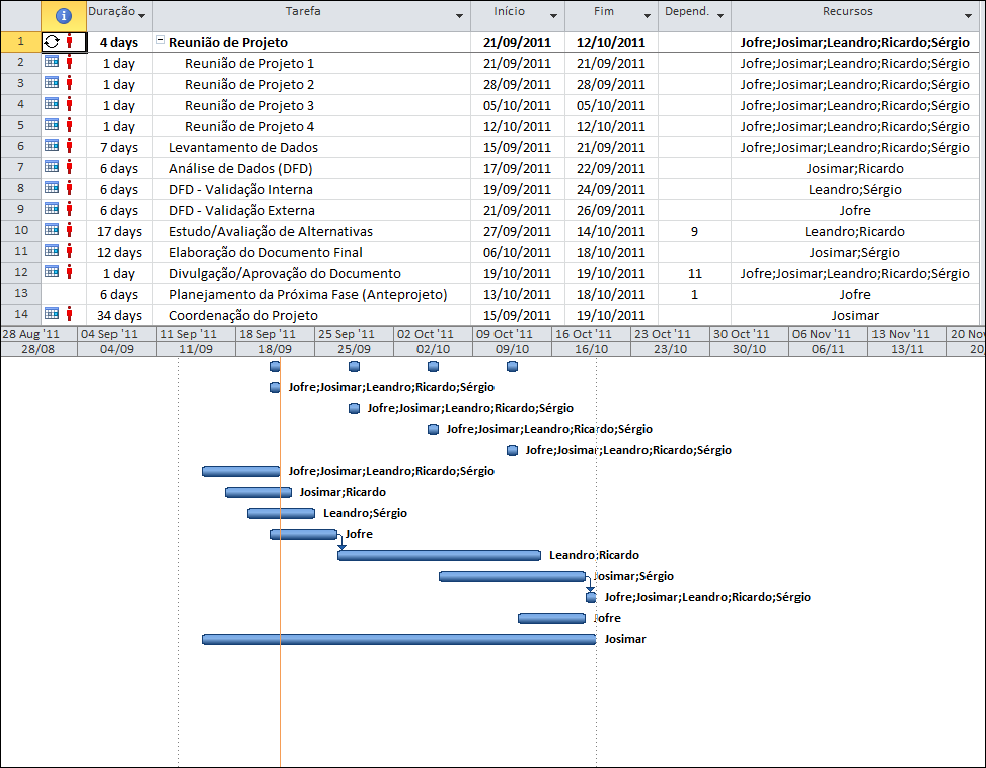 Duração Tarefa Início Fim Depend. Recursos
1 4 days Reunião de Projeto 21/09/2011 12/10/2011 Jofre;Josimar;Leandro;Ricardo;Sérgio
2 1 day Reunião de Projeto 1 21/09/2011 21/09/2011 Jofre;Josimar;Leandro;Ricardo;Sérgio
3 1 day Reunião de Projeto 2 28/09/2011 28/09/2011 Jofre;Josimar;Leandro;Ricardo;Sérgio
4 1 day Reunião de Projeto 3 05/10/2011 05/10/2011 Jofre;Josimar;Leandro;Ricardo;Sérgio
5 1 day Reunião de Projeto 4 12/10/2011 12/10/2011 Jofre;Josimar;Leandro;Ricardo;Sérgio
6 7 days Levantamento de Dados 15/09/2011 21/09/2011 Jofre;Josimar;Leandro;Ricardo;Sérgio
7 6 days Análise de Dados (DFD) 17/09/2011 22/09/2011 Josimar;Ricardo
8 6 days DFD - Validação Interna 19/09/2011 24/09/2011 Leandro;Sérgio
9 6 days DFD - Validação Externa 21/09/2011 26/09/2011 Jofre
10 17 days Estudo/Avaliação de Alternativas 27/09/2011 14/10/2011 9 Leandro;Ricardo
11 12 days Elaboração do Documento Final 06/10/2011 18/10/2011 Josimar;Sérgio
12 1 day Divulgação/Aprovação do Documento 19/10/2011 19/10/2011 11 Jofre;Josimar;Leandro;Ricardo;Sérgio
13 6 days Planejamento da Próxima Fase (Anteprojeto) 13/10/2011 18/10/2011 1 Jofre
14 34 days Coordenação do Projeto 15/09/2011 19/10/2011 Josimar
28 Aug '11 04 Sep '11 11 Sep '11 18 Sep '11 25 Sep '11 02 Oct '11 09 Oct '11 16 Oct '11 23 Oct '11 30 Oct '11 06 Nov '11 13 Nov '11 20 Nov
28/08 04/09 11/09 18/09 25/09 02/10 09/10 16/10 23/10 30/10 06/11 13/11 20/
Jofre;Josimar;Leandro;Ricardo;Sérgio
Jofre;Josimar;Leandro;Ricardo;Sérgio
Jofre;Josimar;Leandro;Ricardo;Sérgio
Jofre;Josimar;Leandro;Ricardo;Sérgio
Jofre;Josimar;Leandro;Ricardo;Sérgio
Josimar;Ricardo
Leandro;Sérgio
Jofre
Leandro;Ricardo
Josimar;Sérgio
Jofre;Josimar;Leandro;Ricardo;Sérgio
Jofre
Josimar